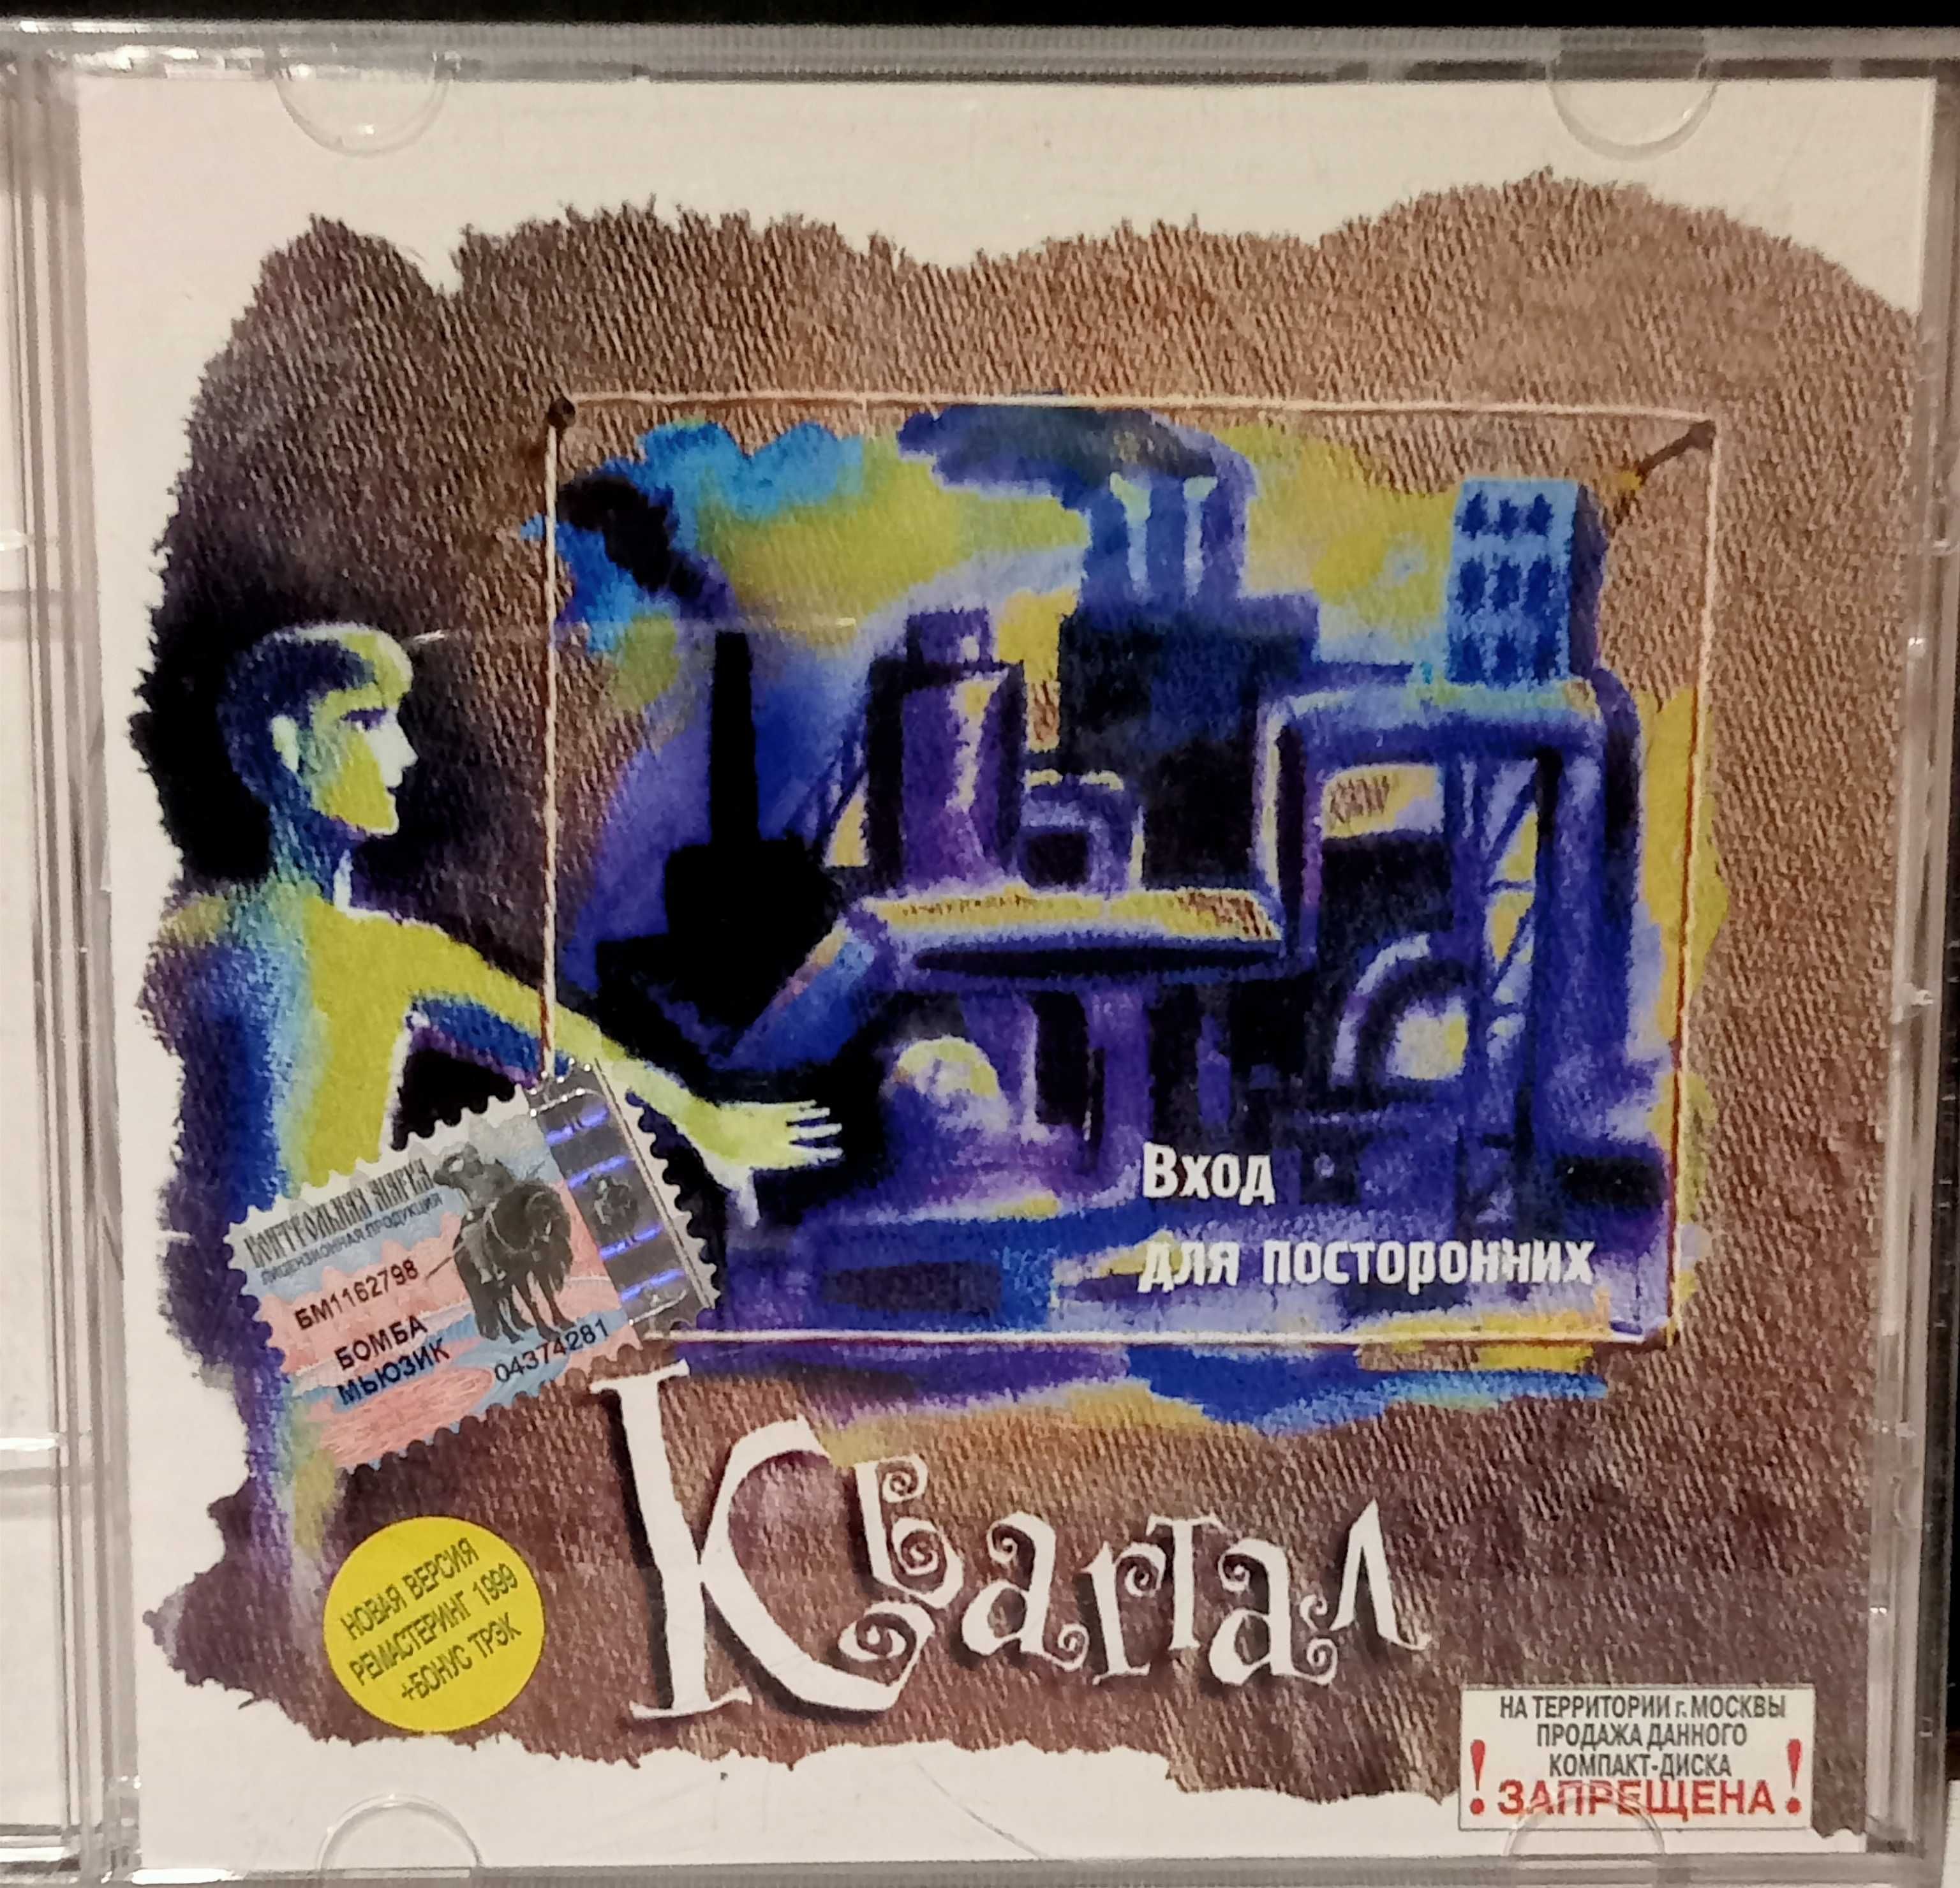 Вход
для посторонних
КОНТРОЛЬНАЯ МАРКА
ЛИЦЕНЗИОННАЯ ПРОДУКЦИЯ
БМ1162798
БОМБА
МЬЮЗИК
04374281
Квартал
НОВАЯ ВЕРСИЯ
РЕМАСТЕРИНГ 1999
+БОНУС ТРЭК
НА ТЕРРИТОРИИ г. МОСКВЫ
ПРОДАЖА ДАННОГО
КОМПАКТ-ДИСКА
! ЗАПРЕЩЕНА !